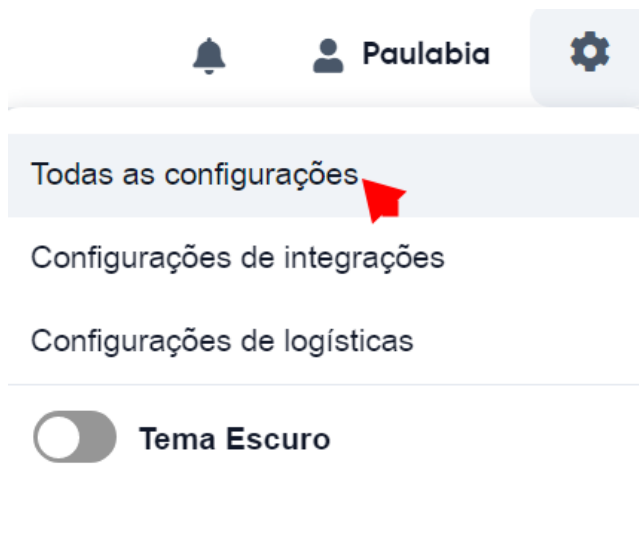 Paulabia
Todas as configurações
Configurações de integrações
Configurações de logísticas
Tema Escuro